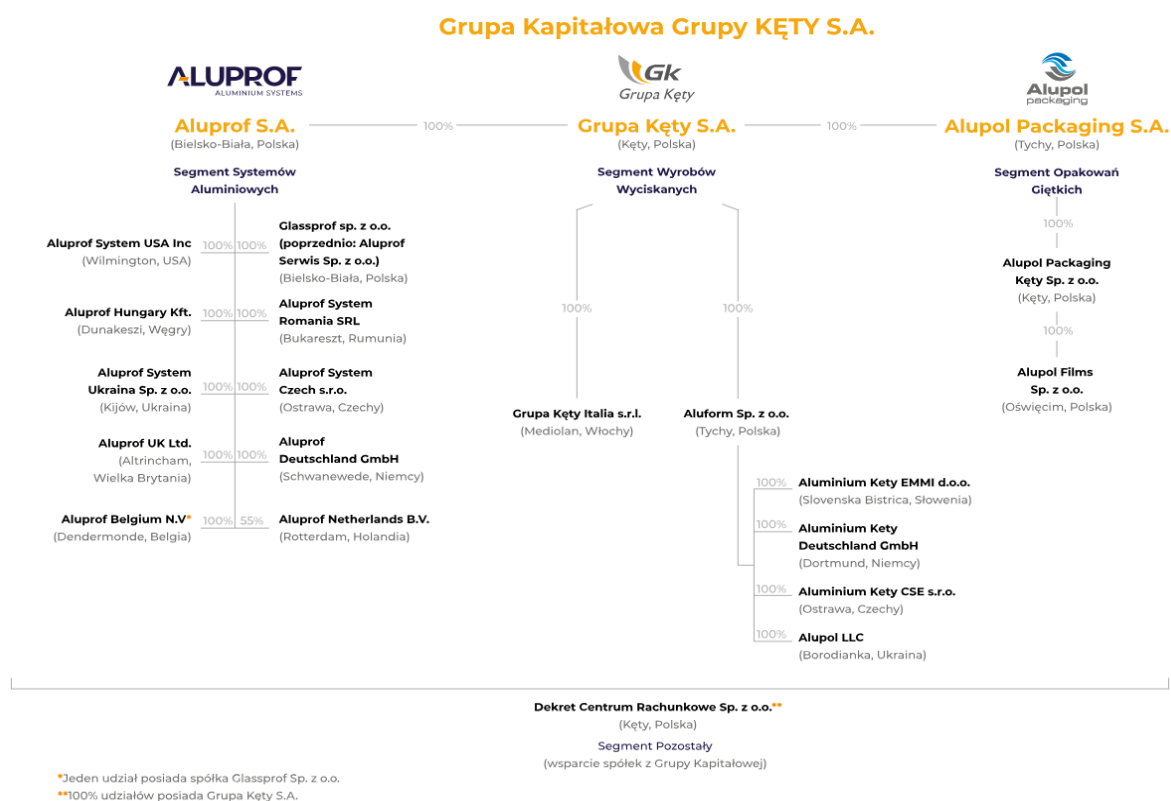 Grupa Kapitałowa Grupy KĘTY S.A.
ALUPROF
ALUMINIUM SYSTEMS
Gk
Grupa Kęty
Alupol
packaging
Aluprof S.A.
(Bielsko-Biała, Polska)
100%
Grupa Kęty S.A.
(Kęty, Polska)
100%
Alupol Packaging S.A.
(Tychy, Polska)
Segment Systemów
Aluminiowych
Segment Wyrobów
Wyciskanych
Segment Opakowań
Giętkich
Aluprof System USA Inc
(Wilmington, USA)
100% 100%
Glassprof sp. z o.o.
(poprzednio: Aluprof
Serwis Sp. z o.o.)
(Bielsko-Biała, Polska)
Aluprof Hungary Kft.
(Dunakeszi, Węgry)
100% 100%
Aluprof System
Romania SRL
(Bukareszt, Rumunia)
Aluprof System
Ukraina Sp. z o.o.
(Kijów, Ukraina)
100% 100%
Aluprof System
Czech s.r.o.
(Ostrawa, Czechy)
Aluprof UK Ltd.
(Altrincham,
Wielka Brytania)
100% 100%
Aluprof
Deutschland GmbH
(Schwanewede, Niemcy)
Aluprof Belgium N.V*
(Dendermonde, Belgia)
100% 55%
Aluprof Netherlands B.V.
(Rotterdam, Holandia)
100%
Grupa Kęty Italia s.r.l.
(Mediolan, Włochy)
100%
Aluform Sp. z o.o.
(Tychy, Polska)
100%
Aluminium Kety EMMI d.o.o.
(Slovenska Bistrica, Słowenia)
100%
Aluminium Kety
Deutschland GmbH
(Dortmund, Niemcy)
100%
Aluminium Kety CSE s.r.o.
(Ostrawa, Czechy)
100%
Alupol LLC
(Borodianka, Ukraina)
100%
Alupol Packaging
Kęty Sp. z o.o.
(Kęty, Polska)
100%
Alupol Films
Sp. z o.o.
(Oświęcim, Polska)
Dekret Centrum Rachunkowe Sp. z o.o.**
(Kęty, Polska)
Segment Pozostały
(wsparcie spółek z Grupy Kapitałowej)
*Jeden udział posiada spółka Glassprof Sp. z o.o.
**100% udziałów posiada Grupa Kęty S.A.